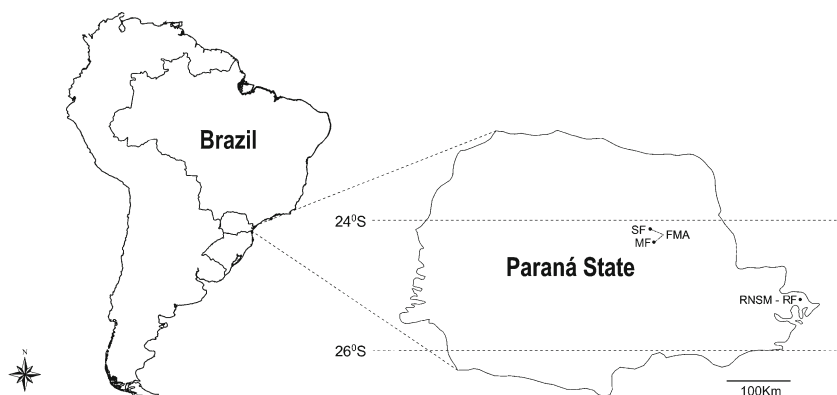 Brazil
24⁰S
SF
FMA
MF
Paraná State
RNSM - RF
26⁰S
N
100Km